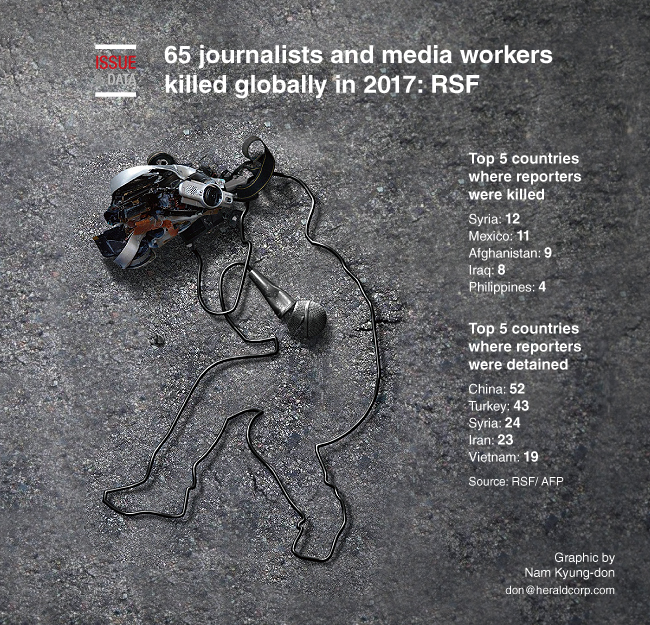 ISSUE
DATA
65 journalists and media workers
killed globally in 2017: RSF
Top 5 countries
where reporters
were killed
Syria: 12
Mexico: 11
Afghanistan: 9
Iraq: 8
Philippines: 4
Top 5 countries
where reporters
were detained
China: 52
Turkey: 43
Syria: 24
Iran: 23
Vietnam: 19
Source: RSF/ AFP
Graphic by
Nam Kyung-don
don@heraldcorp.com